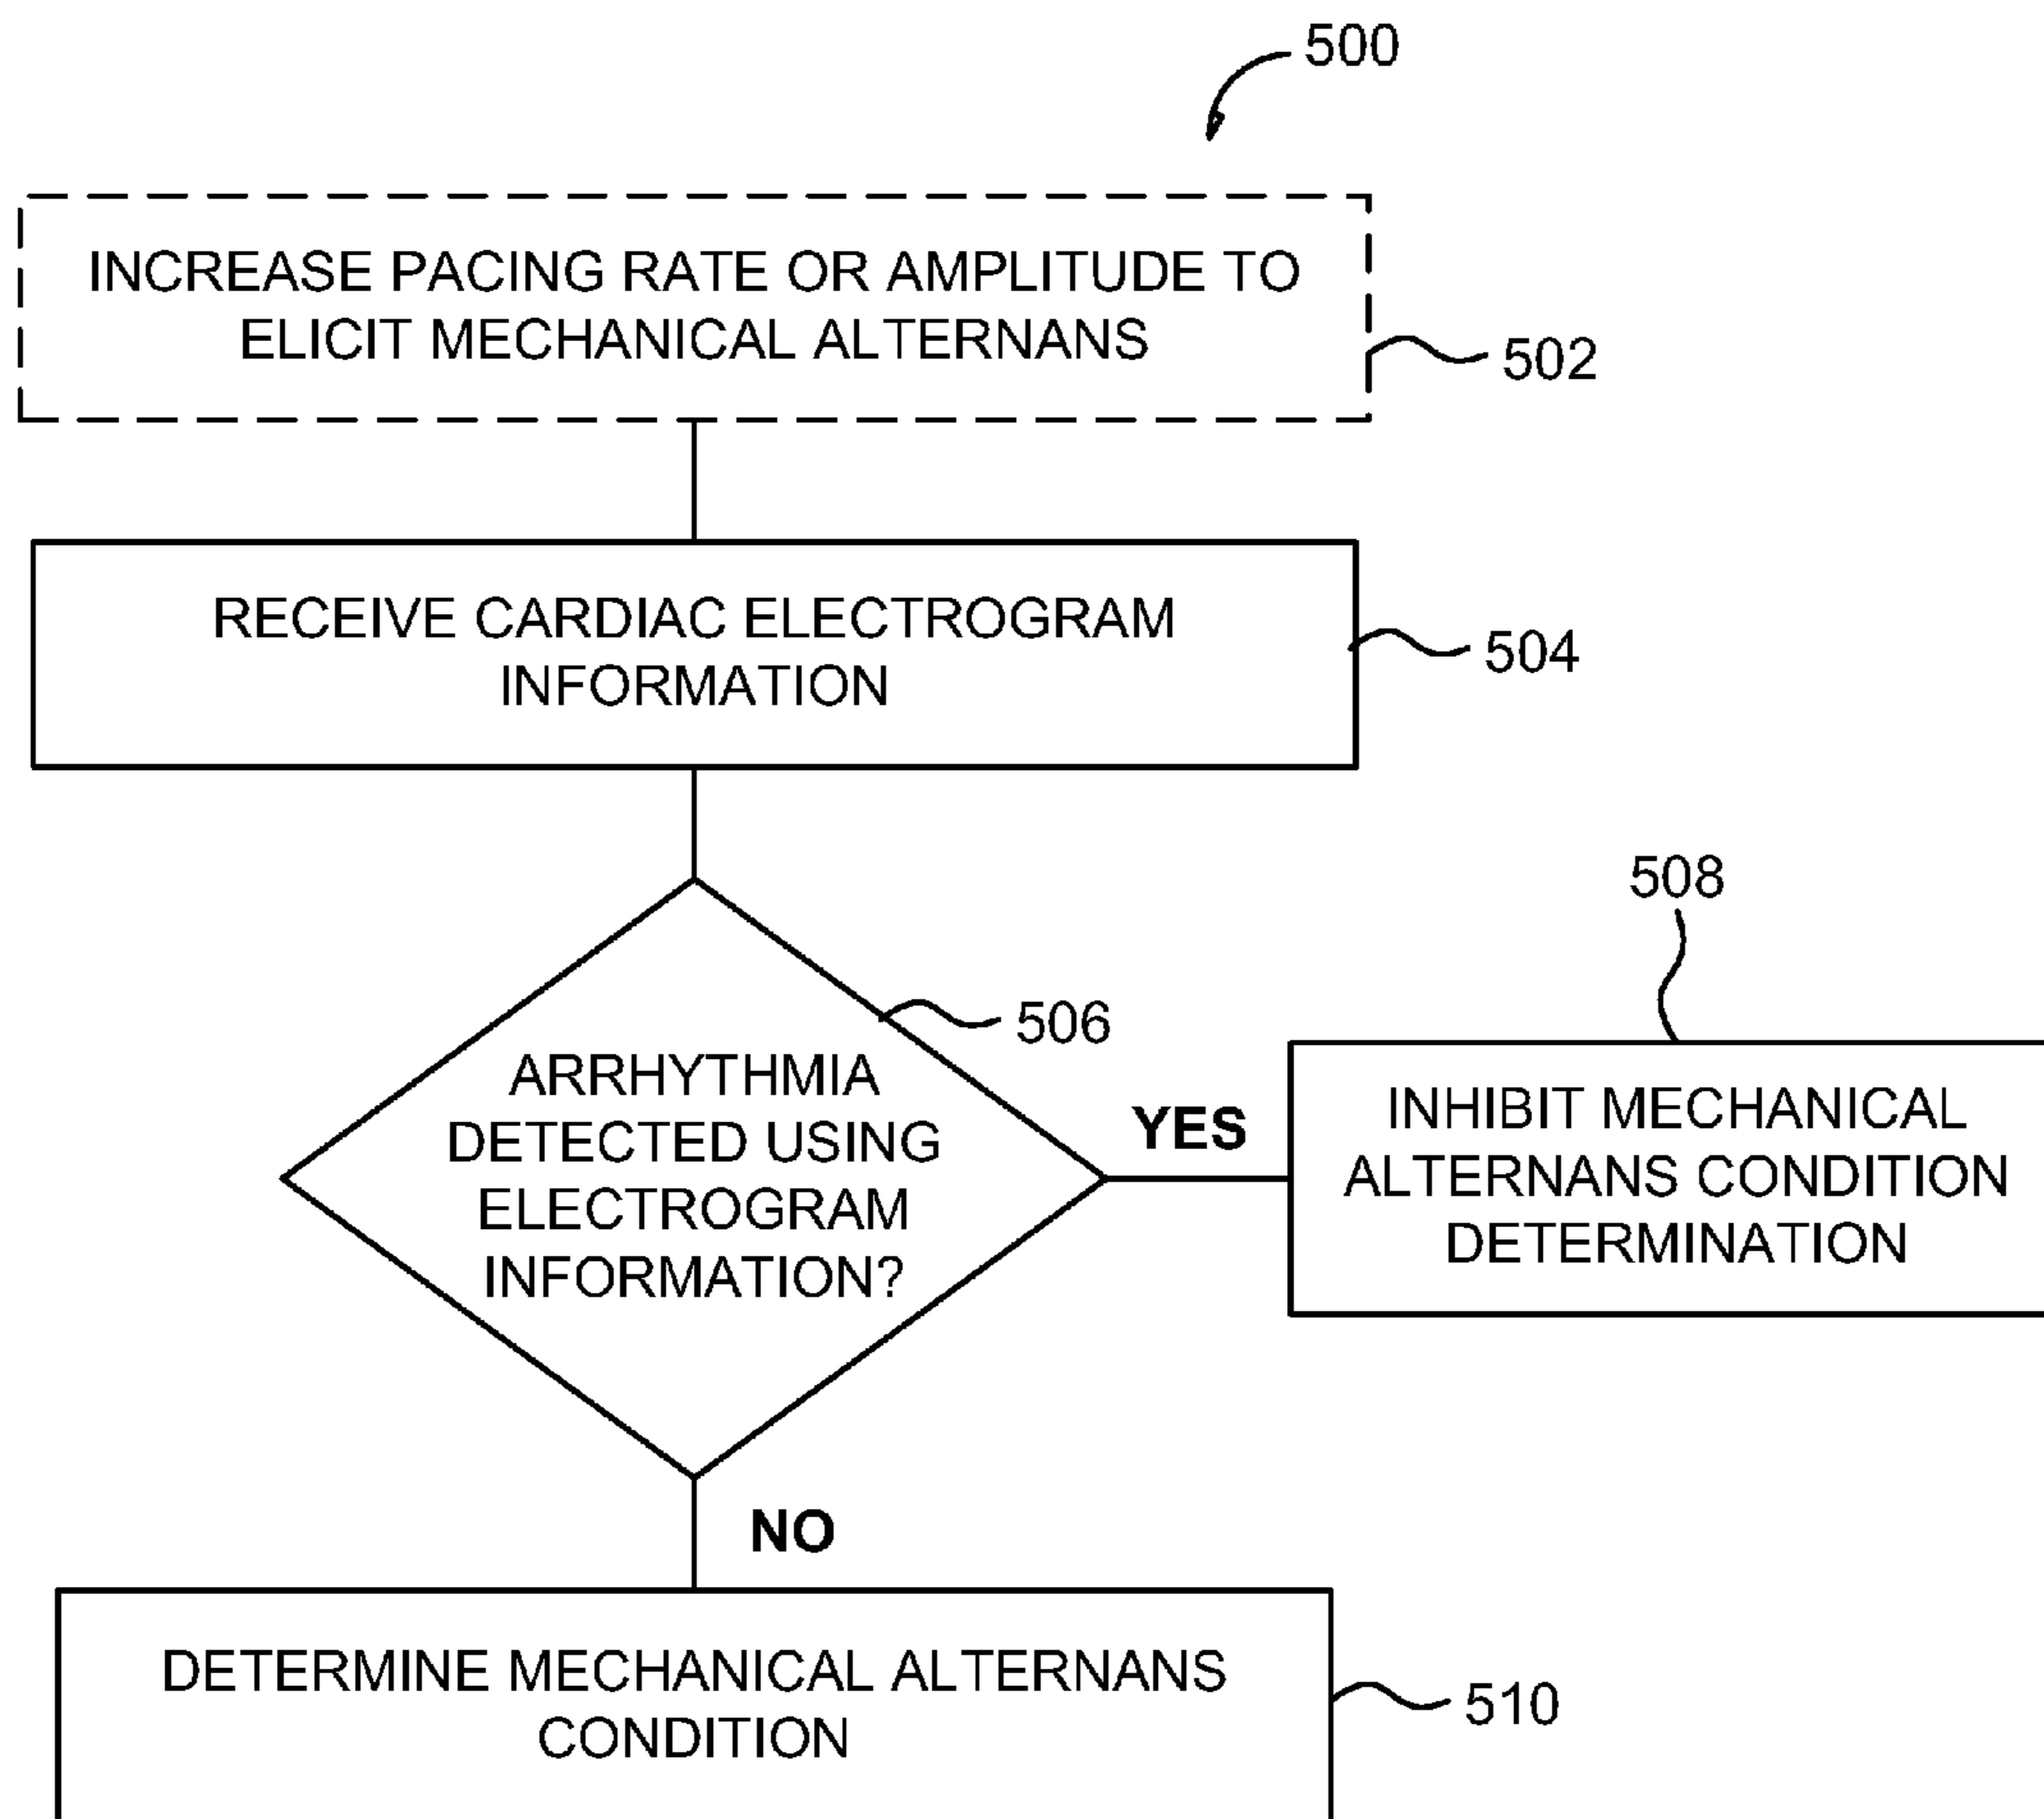 500
INCREASE PACING RATE OR AMPLITUDE TO
ELICIT MECHANICAL ALTERNANS
502
RECEIVE CARDIAC ELECTROGRAM
INFORMATION
504
506
ARRHYTHMIA
DETECTED USING
ELECTROGRAM
INFORMATION?
YES
508
INHIBIT MECHANICAL
ALTERNANS CONDITION
DETERMINATION
NO
DETERMINE MECHANICAL ALTERNANS
CONDITION
510